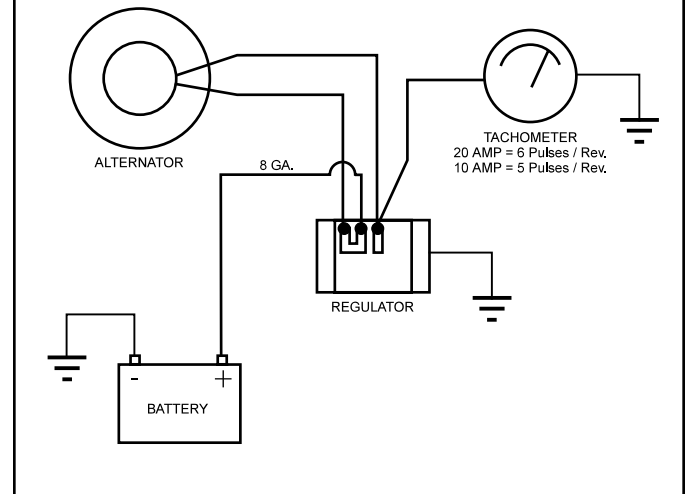 ALTERNATOR
TACHOMETER
20 AMP = 6 Pulses / Rev.
10 AMP = 5 Pulses / Rev.
8 GA.
REGULATOR
- +
BATTERY